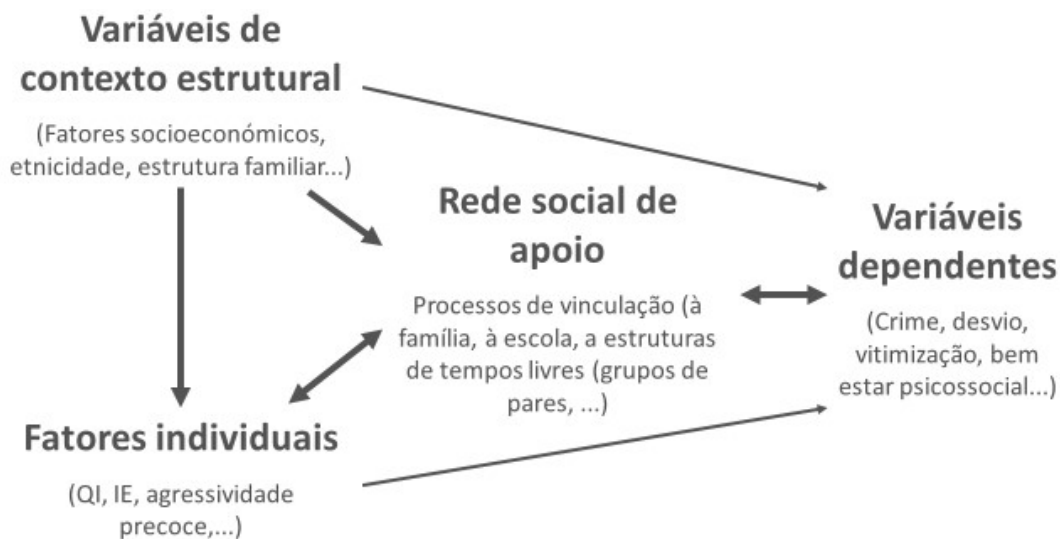 Variáveis de
contexto estrutural
(Fatores socioeconómicos,
etnicidade, estrutura familiar...)
Rede social de
apoio
Processos de vinculação (à
família, à escola, a estruturas
de tempos livres (grupos de
pares, ...)
Variáveis
dependentes
(Crime, desvio,
vitimização, bem
estar psicossocial...)
Fatores individuais
(QI, IE, agressividade
precoce,...)